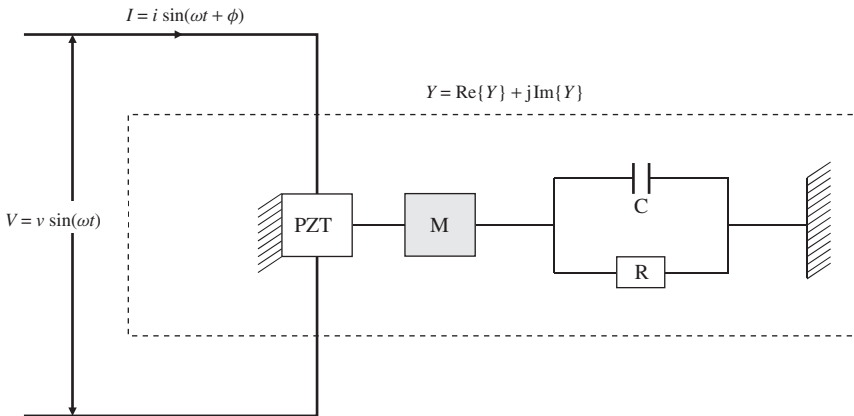 I = i sin(ωt + ϕ)
Y = Re{Y} + jIm{Y}
V = v sin(ωt)
PZT
M
C
R